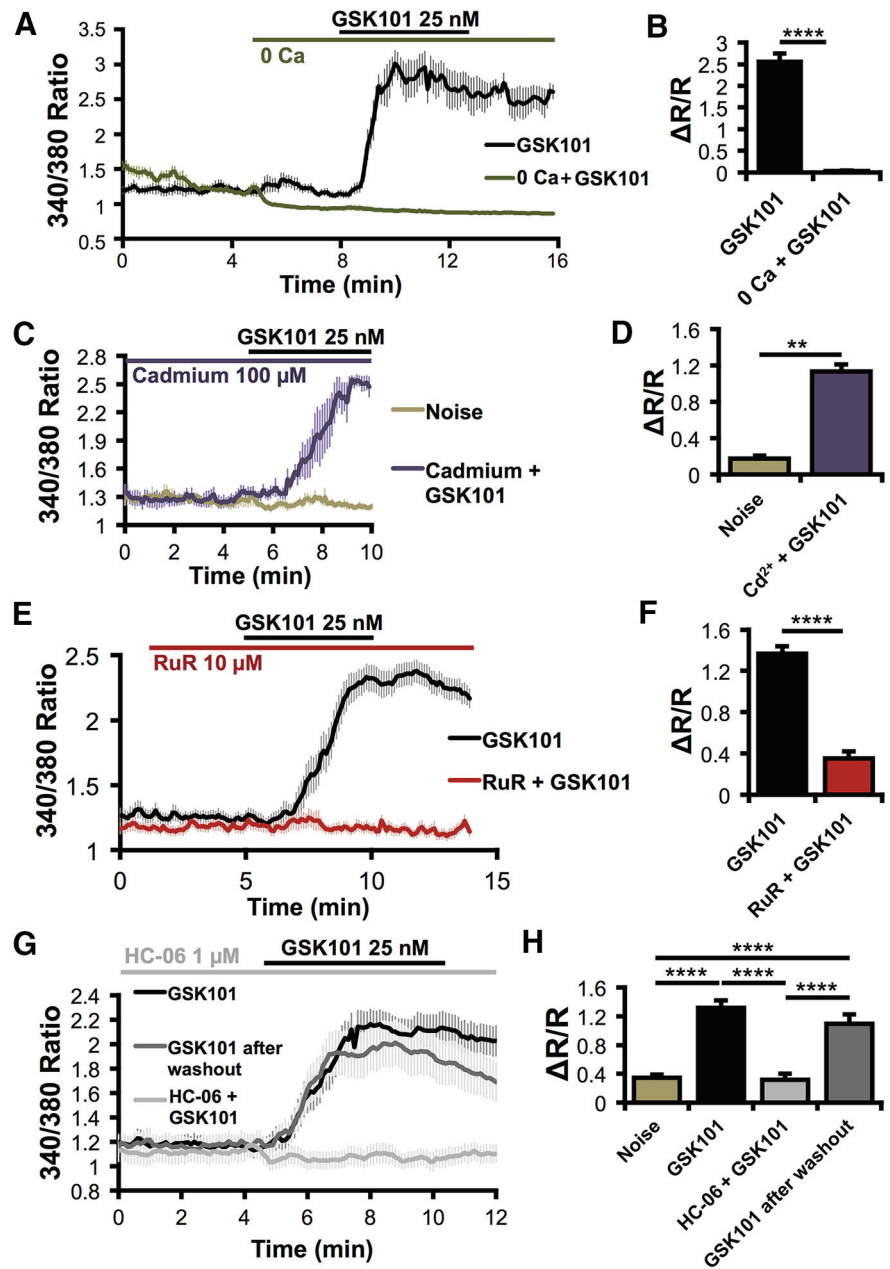 A
GSK101 25 nM
0 Ca
340/380 Ratio
3.5
3
2.5
2
1.5
1
0.5
0
4
8
12
16
Time (min)
GSK101
0 Ca + GSK101
B
****
ΔR/R
3
2.5
2
1.5
1
0.5
0
GSK101
0 Ca + GSK101
C
GSK101 25 nM
Cadmium 100 µM
340/380 Ratio
2.8
2.5
2.2
1.9
1.6
1.3
1
0
2
4
6
8
10
Time (min)
Noise
Cadmium +
GSK101
D
**
ΔR/R
1.6
1.2
0.8
0.4
0
Noise
Cd²⁺ + GSK101
E
GSK101 25 nM
RuR 10 µM
340/380 Ratio
2.5
2
1.5
1
0
5
10
15
Time (min)
GSK101
RuR + GSK101
F
****
ΔR/R
1.6
1.2
0.8
0.4
0
GSK101
RuR + GSK101
G
HC-06 1 µM
GSK101 25 nM
340/380 Ratio
2.4
2.2
2
1.8
1.6
1.4
1.2
1
0.8
0
2
4
6
8
10
12
Time (min)
GSK101
GSK101 after
washout
HC-06 +
GSK101
H
****
**** **** ****
ΔR/R
1.6
1.2
0.8
0.4
0
Noise
GSK101
HC-06 + GSK101
GSK101 after washout